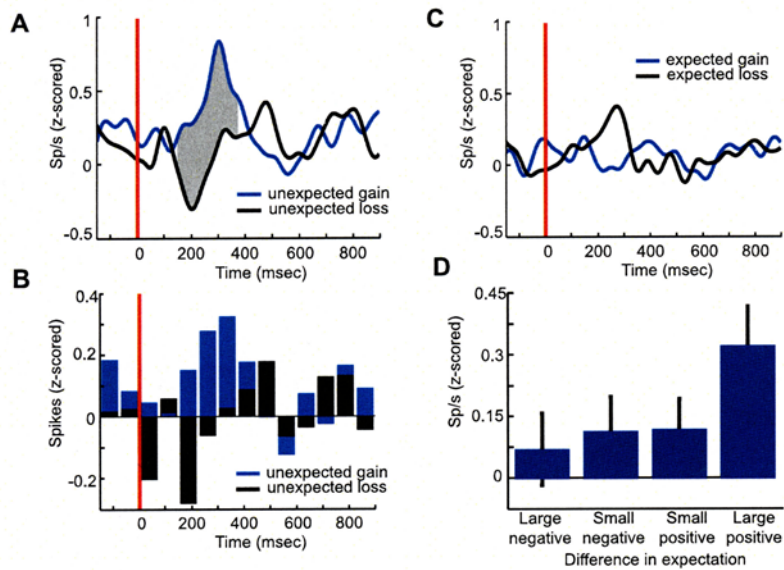 A
1
0.5
0
-0.5
Sp/s (z-scored)
unexpected gain
unexpected loss
0 200 400 600 800
Time (msec)
B
0.4
0.2
0
-0.2
Spikes (z-scored)
unexpected gain
unexpected loss
0 200 400 600 800
Time (msec)
C
1
0.5
0
-0.5
Sp/s (z-scored)
expected gain
expected loss
0 200 400 600 800
Time (msec)
D
0.45
0.3
0.15
0
Sp/s (z-scored)
Large Small Small Large
negative negative positive positive
Difference in expectation